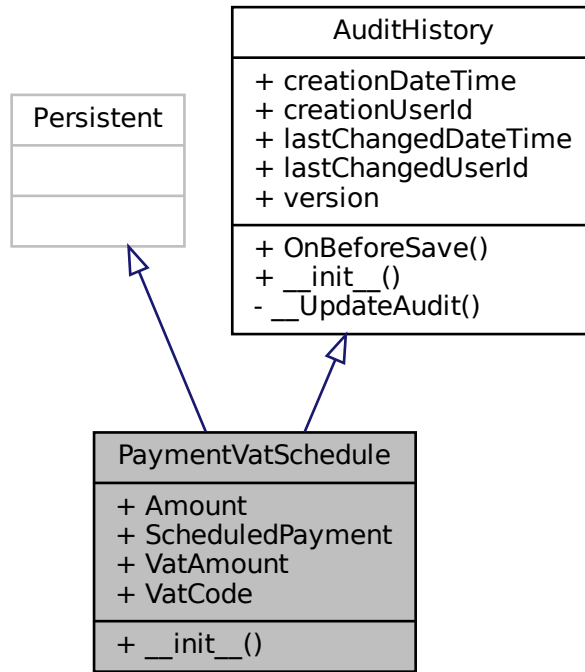 AuditHistory
+ creationDateTime
+ creationUserId
+ lastChangedDateTime
+ lastChangedUserId
+ version
+ OnBeforeSave()
+ __init__()
- __UpdateAudit()
Persistent
PaymentVatSchedule
+ Amount
+ ScheduledPayment
+ VatAmount
+ VatCode
+ __init__()